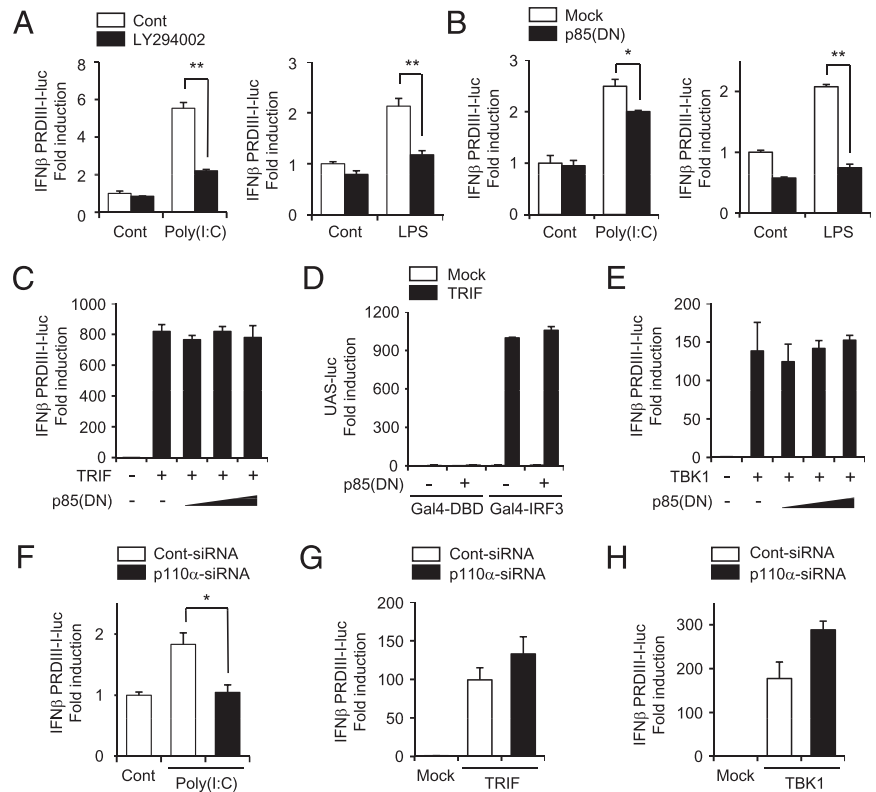 A
Cont
LY294002
IFNβ PRDIII-I-luc
Fold induction
8
6
4
2
0
Cont Poly(I:C)
**
IFNβ PRDIII-I-luc
Fold induction
3
2
1
0
Cont LPS
**
B
Mock
p85(DN)
IFNβ PRDIII-I-luc
Fold induction
3
2
1
0
Cont Poly(I:C)
*
IFNβ PRDIII-I-luc
Fold induction
2
1
0
Cont LPS
**
C
IFNβ PRDIII-I-luc
Fold induction
1000
800
600
400
200
0
TRIF - + + + +
p85(DN) - -
D
Mock
TRIF
UAS-luc
Fold induction
1200
900
600
300
0
p85(DN) - + - +
Gal4-DBD Gal4-IRF3
E
IFNβ PRDIII-I-luc
Fold induction
200
150
100
50
0
TBK1 - + + + +
p85(DN) - -
F
Cont-siRNA
p110α-siRNA
IFNβ PRDIII-I-luc
Fold induction
2
1
0
*
Cont
Poly(I:C)
G
Cont-siRNA
p110α-siRNA
IFNβ PRDIII-I-luc
Fold induction
200
150
100
50
0
Mock
TRIF
H
Cont-siRNA
p110α-siRNA
IFNβ PRDIII-I-luc
Fold induction
300
200
100
0
Mock
TBK1